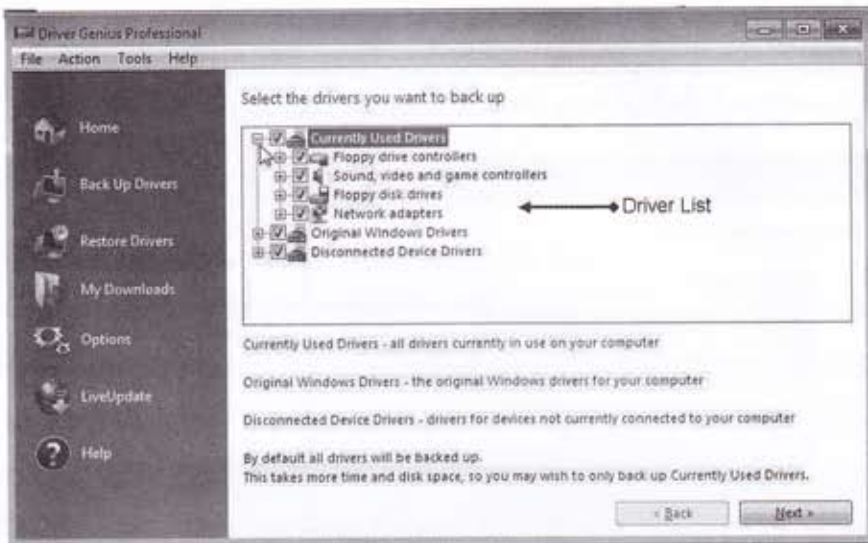 Driver Genius Professional
File Action Tools Help
Home
Back Up Drivers
Restore Drivers
My Downloads
Options
LiveUpdate
Help
Select the drivers you want to back up
Currently Used Drivers
Floppy drive controllers
Sound, video and game controllers
Floppy disk drives
Network adapters
Original Windows Drivers
Disconnected Device Drivers
Driver List
Currently Used Drivers - all drivers currently in use on your computer
Original Windows Drivers - the original Windows drivers for your computer
Disconnected Device Drivers - drivers for devices not currently connected to your computer
By default all drivers will be backed up.
This takes more time and disk space, so you may wish to only back up Currently Used Drivers.
< Back Next >